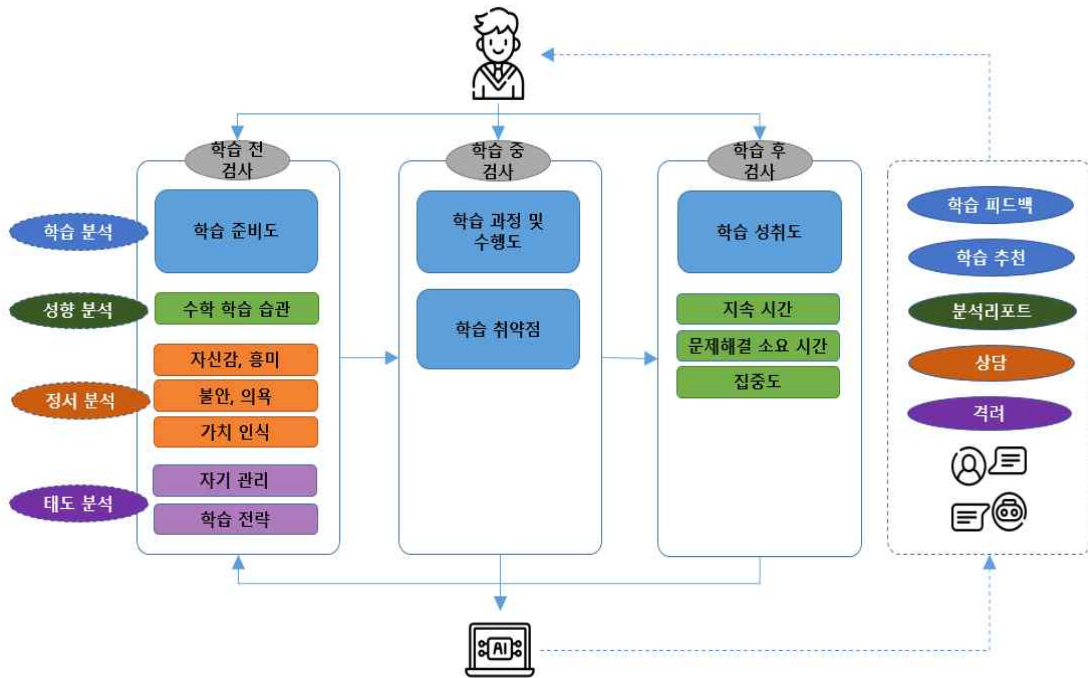 학습 전
검사
학습 중
검사
학습 후
검사
학습 분석
성향 분석
정서 분석
태도 분석
학습 준비도
수학 학습 습관
자신감, 흥미
불안, 의욕
가치 인식
자기 관리
학습 전략
학습 과정 및
수행도
학습 취약점
학습 성취도
지속 시간
문제해결 소요 시간
집중도
학습 피드백
학습 추천
분석리포트
상담
격려
AI